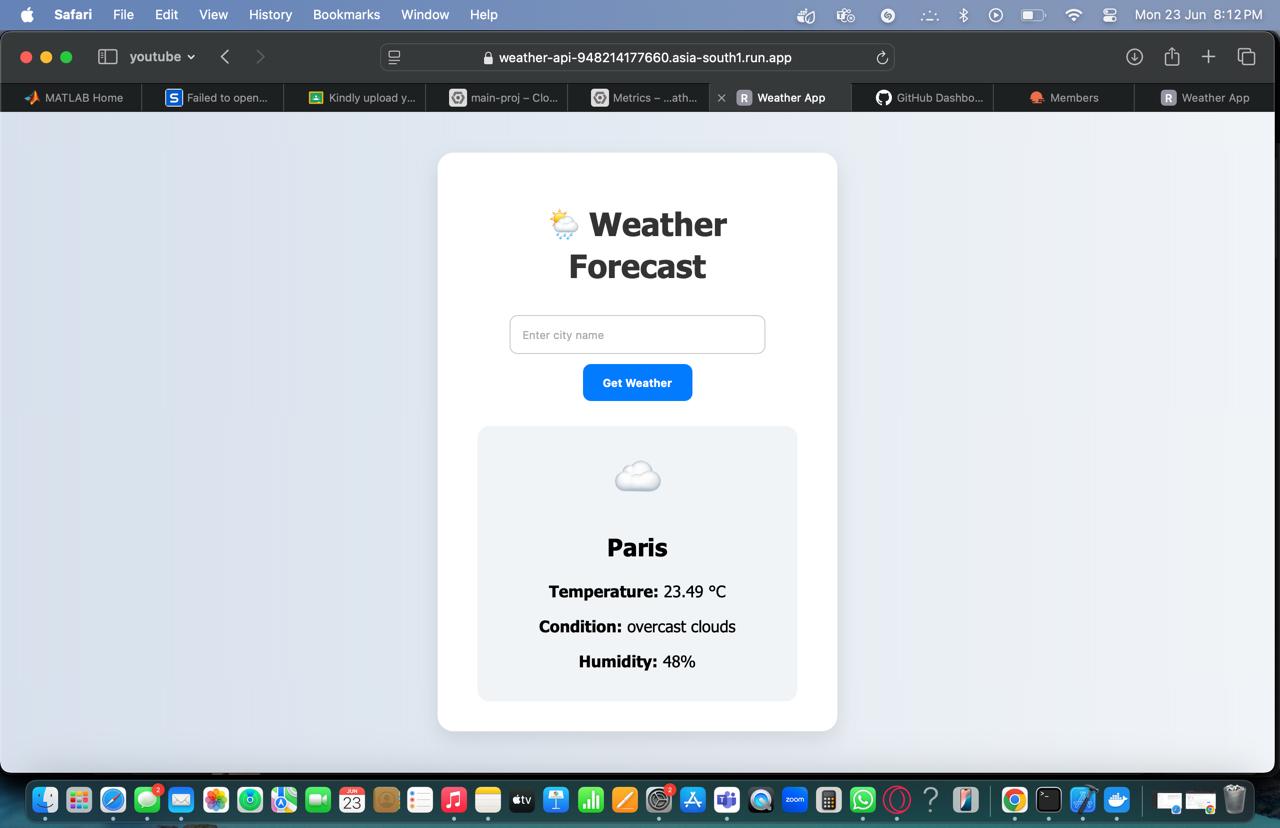 Safari File Edit View History Bookmarks Window Help Mon 23 Jun 8:12 PM
youtube weather-api-948214177660.asia-south1.run.app
MATLAB Home S Failed to open... Kindly upload y... main-proj – Clo... Metrics – ...ath... R Weather App GitHub Dashbo... Members R Weather App
Weather
Forecast
Enter city name
Get Weather
Paris
Temperature: 23.49 °C
Condition: overcast clouds
Humidity: 48%
2 JUN 23 tv 2 zoom